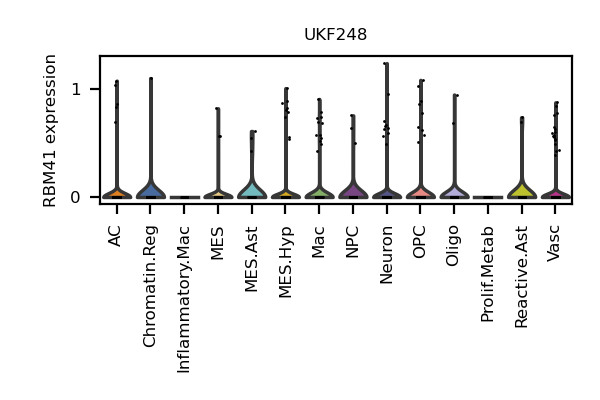 UKF248
RBM41 expression
1
0
AC
Chromatin.Reg
Inflammatory.Mac
MES
MES.Ast
MES.Hyp
Mac
NPC
Neuron
OPC
Oligo
Prolif.Metab
Reactive.Ast
Vasc